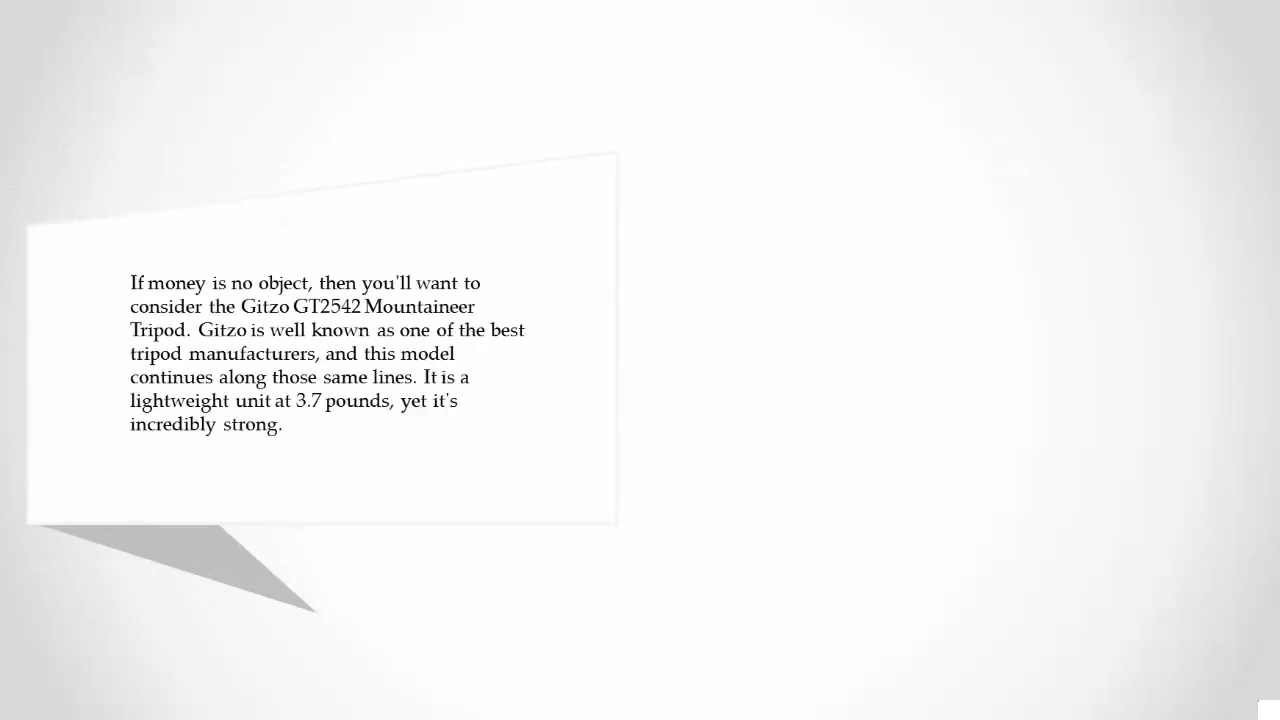 If money is no object, then you'll want to
consider the Gitzo GT2542 Mountaineer
Tripod. Gitzo is well known as one of the best
tripod manufacturers, and this model
continues along those same lines. It is a
lightweight unit at 3.7 pounds, yet it's
incredibly strong.